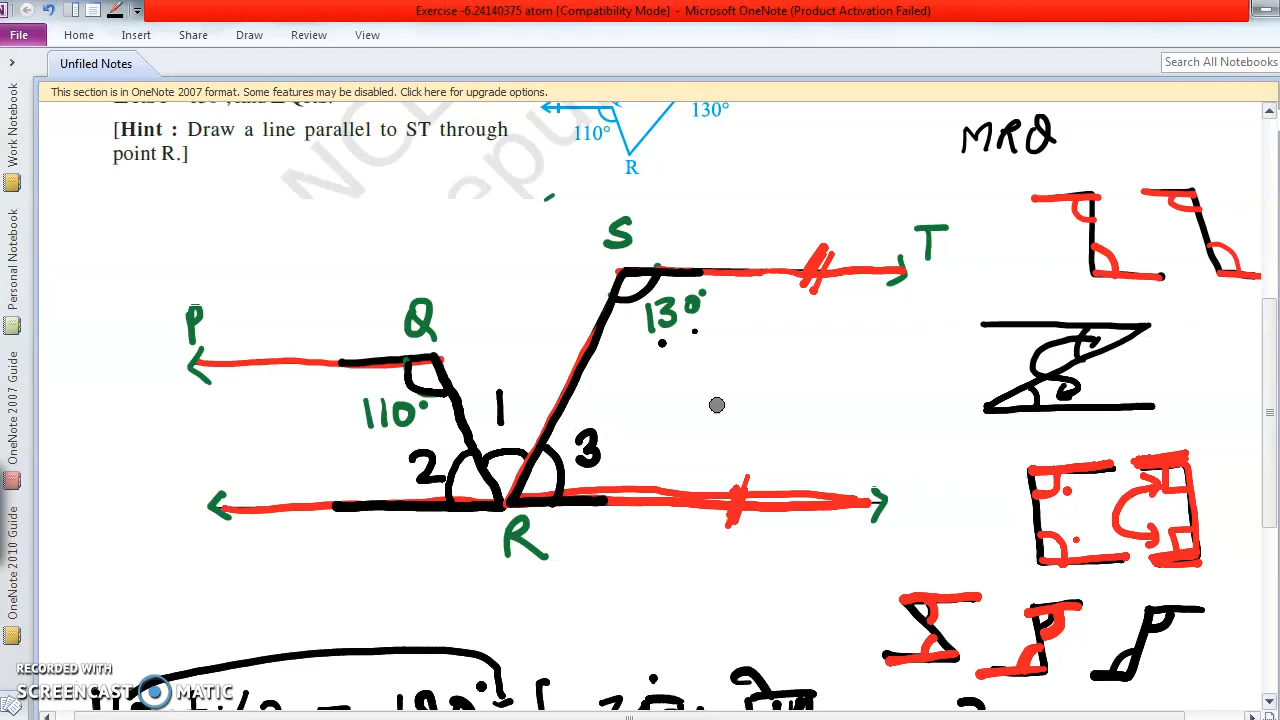 Exercise -6.24140375 atom [Compatibility Mode] - Microsoft OneNote (Product Activation Failed)
File Home Insert Share Draw Review View
Unfiled Notes
Search All Notebooks
This section is in OneNote 2007 format. Some features may be disabled. Click here for upgrade options.
[Hint : Draw a line parallel to ST through
point R.]
110°
130°
R
MRQ
S
T
P
Q
130°
110°
1
2
3
R
Work Notebook
Personal Notebook
OneNote 2007 Guide
OneNote 2010 Guide
RECORDED WITH
SCREENCAST MATIC